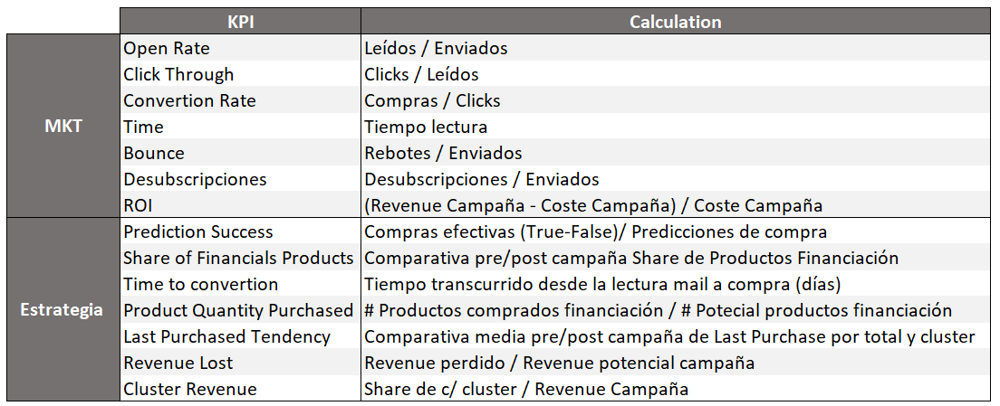 KPI Calculation
MKT
Open Rate Leídos / Enviados
Click Through Clicks / Leídos
Convertion Rate Compras / Clicks
Time Tiempo lectura
Bounce Rebotes / Enviados
Desubscripciones Desubscripciones / Enviados
ROI (Revenue Campaña - Coste Campaña) / Coste Campaña
Estrategia
Prediction Success Compras efectivas (True-False)/ Predicciones de compra
Share of Financials Products Comparativa pre/post campaña Share de Productos Financiación
Time to convertion Tiempo transcurrido desde la lectura mail a compra (días)
Product Quantity Purchased # Productos comprados financiación / # Potecial productos financiación
Last Purchased Tendency Comparativa media pre/post campaña de Last Purchase por total y cluster
Revenue Lost Revenue perdido / Revenue potencial campaña
Cluster Revenue Share de c/ cluster / Revenue Campaña